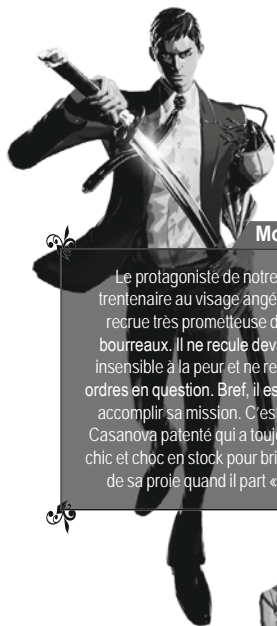 Mo
Le protagoniste de notre
trentenaire au visage angé
recrue très prometteuse d
bourreaux. Il ne recule dev
insensible à la peur et ne re
ordres en question. Bref, il es
accomplir sa mission. C'es
Casanova patenté qui a toujo
chic et choc en stock pour bri
de sa proie quand il part «